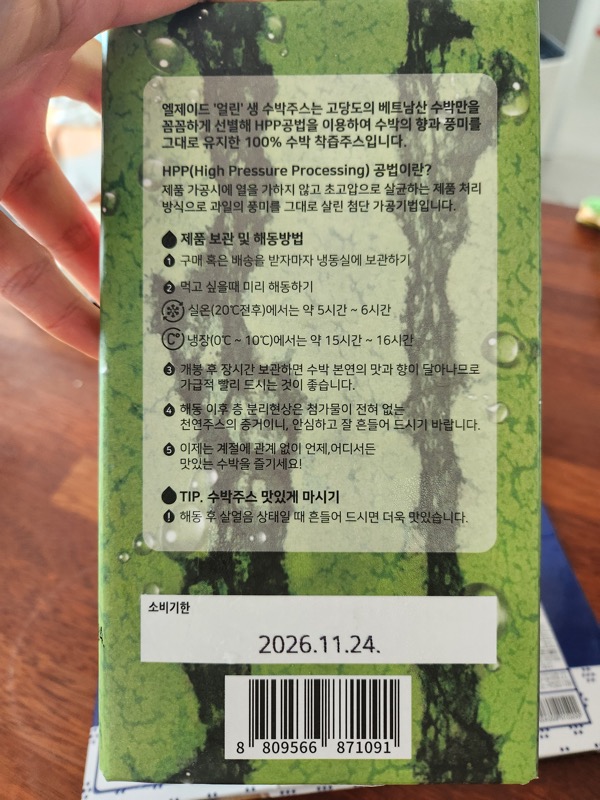 엘제이드 '얼린' 생 수박주스는 고당도의 베트남산 수박만을
꼼꼼하게 선별해 HPP공법을 이용하여 수박의 향과 풍미를
그대로 유지한 100% 수박 착즙주스입니다.
HPP(High Pressure Processing) 공법이란?
제품 가공시에 열을 가하지 않고 초고압으로 살균하는 제품 처리
방식으로 과일의 풍미를 그대로 살린 첨단 가공기법입니다.
제품 보관 및 해동방법
1 구매 혹은 배송을 받자마자 냉동실에 보관하기
2 먹고 싶을때 미리 해동하기
실온(20℃전후)에서는 약 5시간 ~ 6시간
C° 냉장(0℃ ~ 10℃)에서는 약 15시간 ~ 16시간
3 개봉 후 장시간 보관하면 수박 본연의 맛과 향이 달아나므로
가급적 빨리 드시는 것이 좋습니다.
4 해동 이후 층 분리현상은 첨가물이 전혀 없는
천연주스의 증거이니, 안심하고 잘 흔들어 드시기 바랍니다.
5 이제는 계절에 관계 없이 언제,어디서든
맛있는 수박을 즐기세요!
TIP. 수박주스 맛있게 마시기
! 해동 후 살얼음 상태일 때 흔들어 드시면 더욱 맛있습니다.
소비기한
2026.11.24.
8 809566 871091